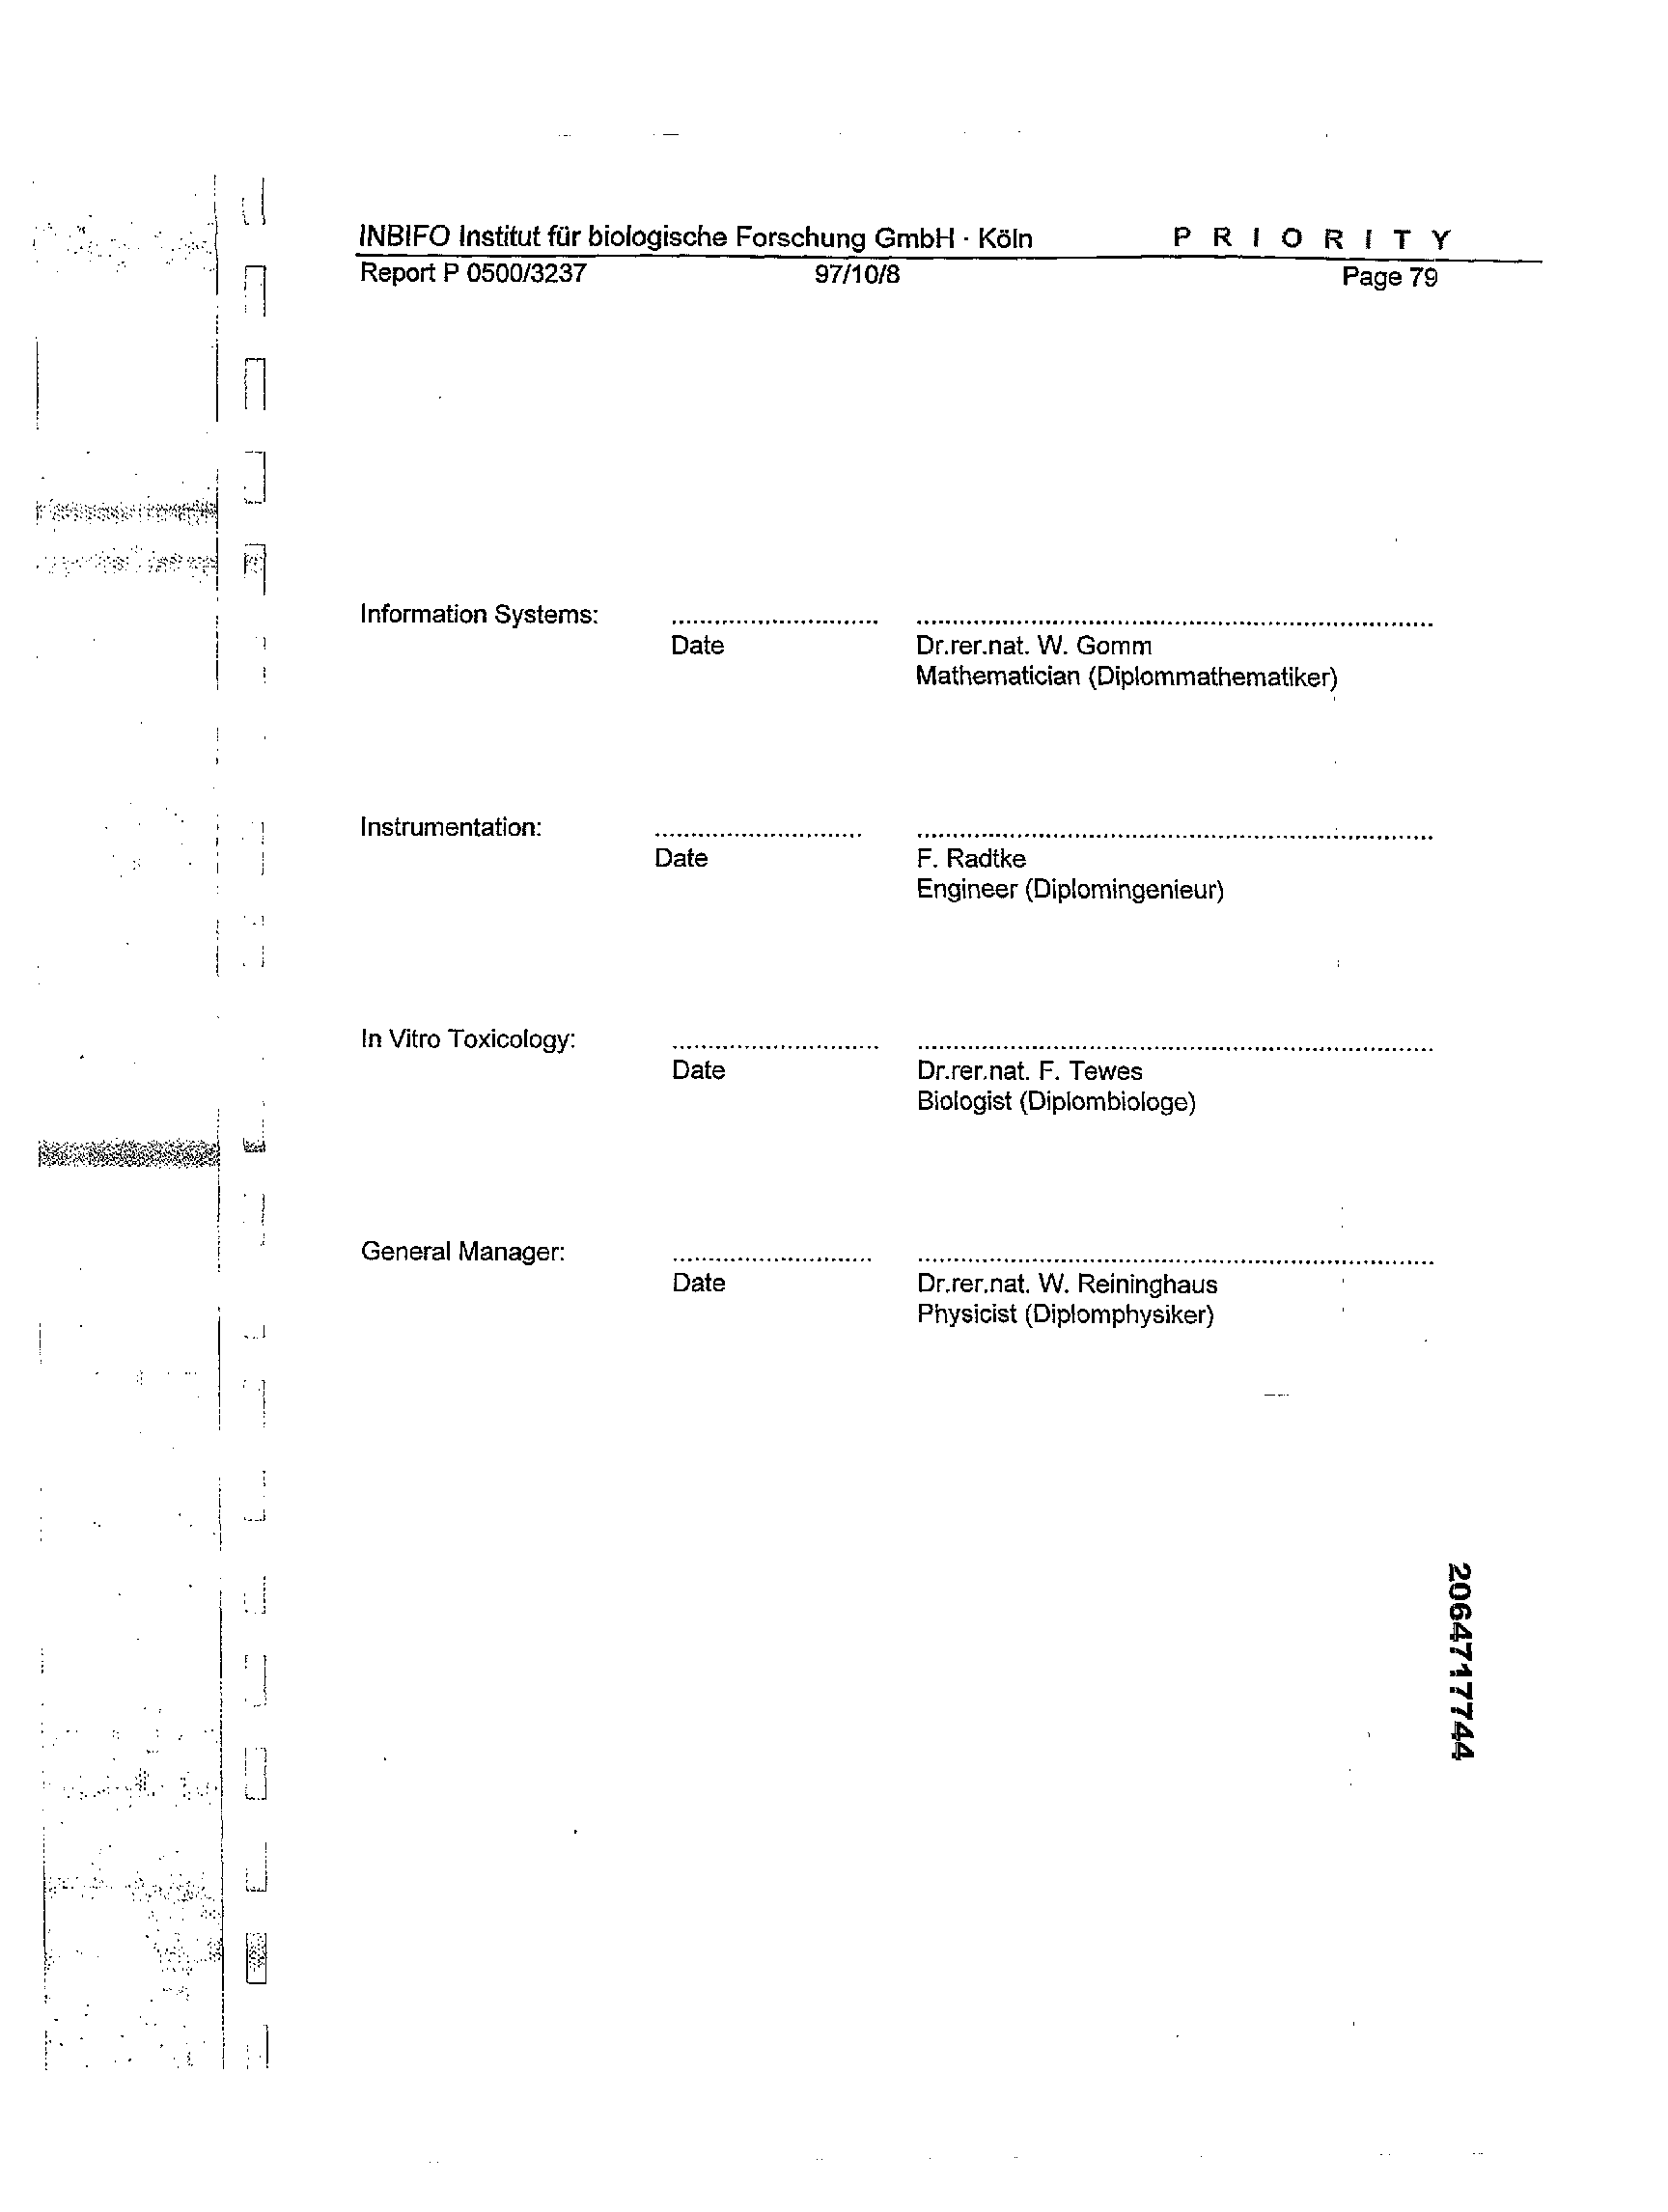 INBIFO Institut für biologische Forschung GmbH · Köln P R I O R I T Y
Report P 0500/3237 97/10/8 Page 79
Information Systems: ............................ ......................................................................
Date Dr.rer.nat. W. Gomm
Mathematician (Diplommathematiker)
Instrumentation: ............................ ......................................................................
Date F. Radtke
Engineer (Diplomingenieur)
In Vitro Toxicology: ............................ ......................................................................
Date Dr.rer.nat. F. Tewes
Biologist (Diplombiologe)
General Manager: ........................... ......................................................................
Date Dr.rer.nat. W. Reininghaus
Physicist (Diplomphysiker)
2064717744